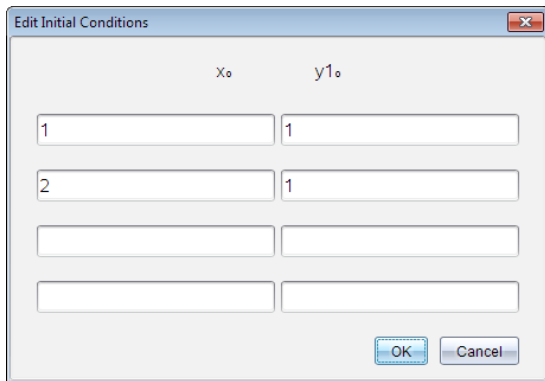 Edit Initial Conditions
x₀ y1₀
1 1
2 1
OK Cancel